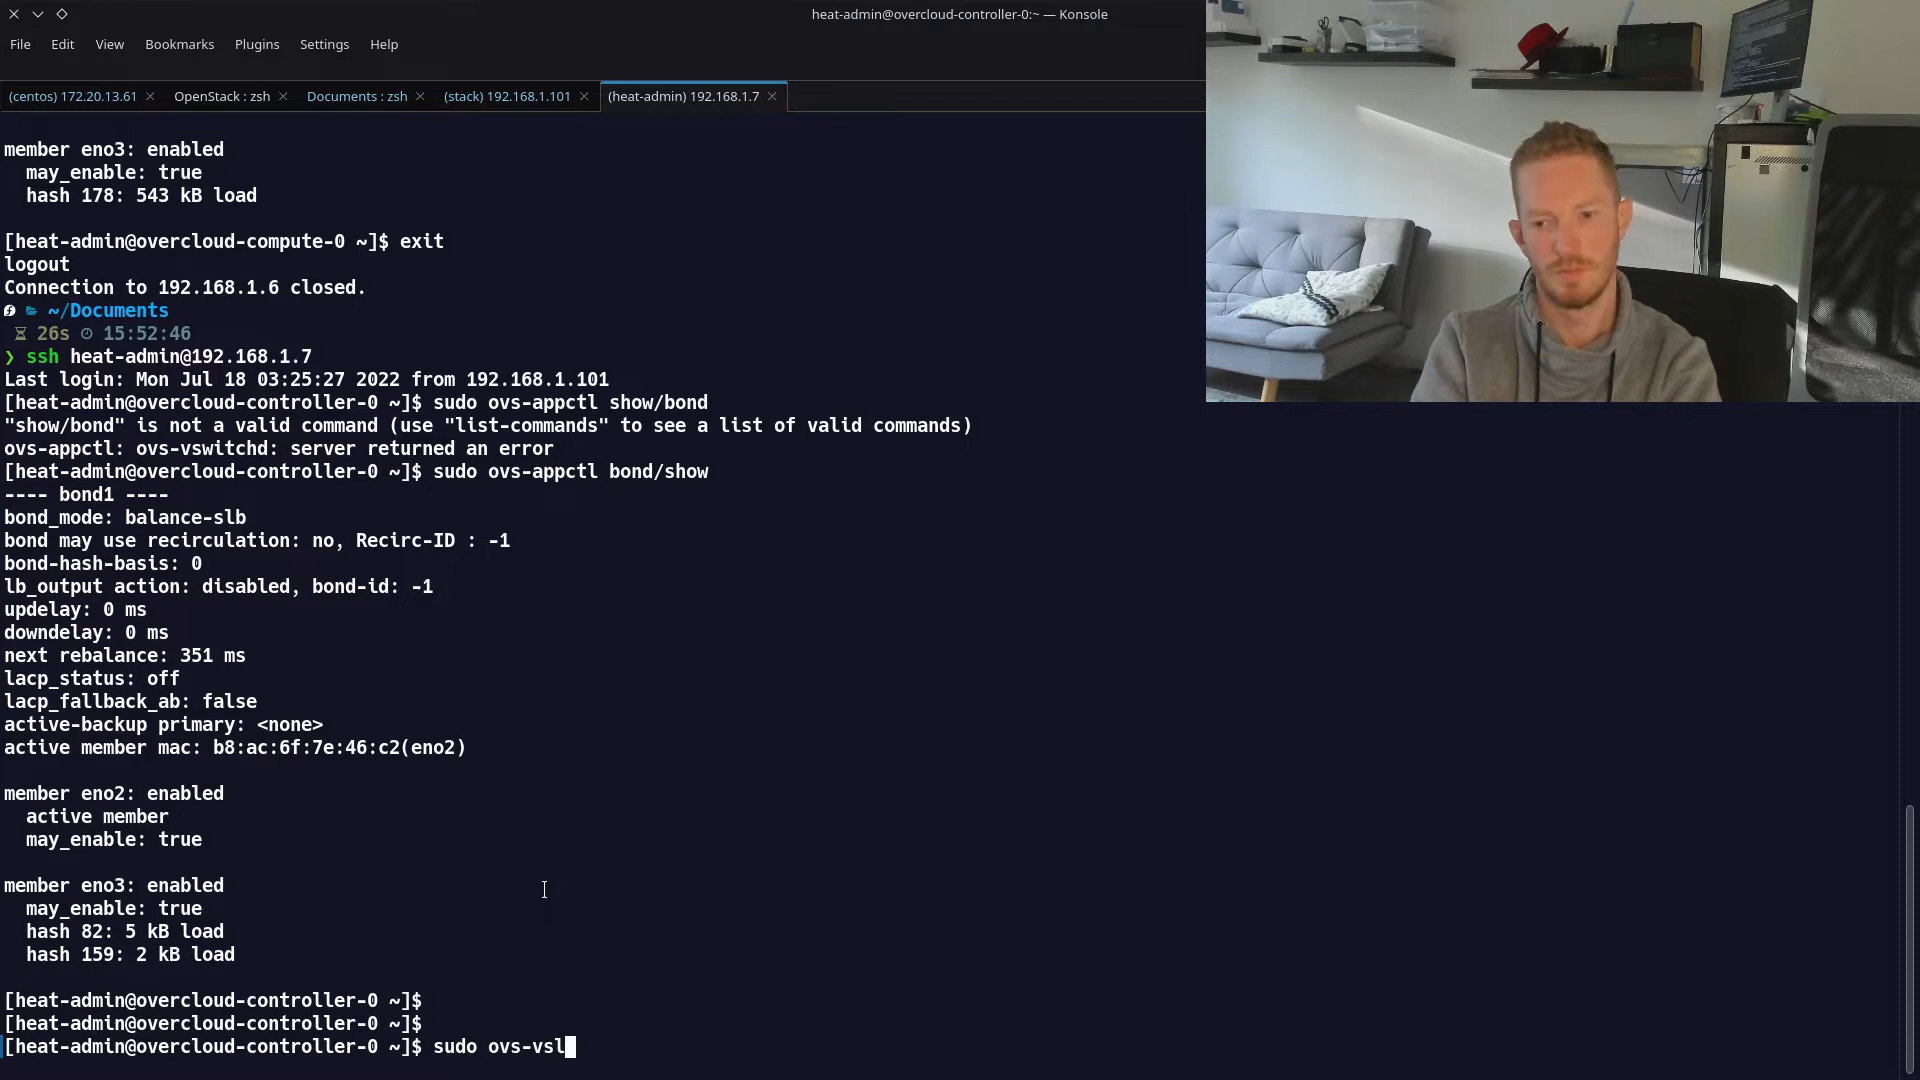 heat-admin@overcloud-controller-0:~ — Konsole
File Edit View Bookmarks Plugins Settings Help
(centos) 172.20.13.61 OpenStack : zsh Documents : zsh (stack) 192.168.1.101 (heat-admin) 192.168.1.7
member eno3: enabled
  may_enable: true
  hash 178: 543 kB load
[heat-admin@overcloud-compute-0 ~]$ exit
logout
Connection to 192.168.1.6 closed.
~/Documents
26s 15:52:46
❯ ssh heat-admin@192.168.1.7
Last login: Mon Jul 18 03:25:27 2022 from 192.168.1.101
[heat-admin@overcloud-controller-0 ~]$ sudo ovs-appctl show/bond
"show/bond" is not a valid command (use "list-commands" to see a list of valid commands)
ovs-appctl: ovs-vswitchd: server returned an error
[heat-admin@overcloud-controller-0 ~]$ sudo ovs-appctl bond/show
---- bond1 ----
bond_mode: balance-slb
bond may use recirculation: no, Recirc-ID : -1
bond-hash-basis: 0
lb_output action: disabled, bond-id: -1
updelay: 0 ms
downdelay: 0 ms
next rebalance: 351 ms
lacp_status: off
lacp_fallback_ab: false
active-backup primary: <none>
active member mac: b8:ac:6f:7e:46:c2(eno2)
member eno2: enabled
  active member
  may_enable: true
member eno3: enabled
  may_enable: true
  hash 82: 5 kB load
  hash 159: 2 kB load
[heat-admin@overcloud-controller-0 ~]$
[heat-admin@overcloud-controller-0 ~]$
[heat-admin@overcloud-controller-0 ~]$ sudo ovs-vsl